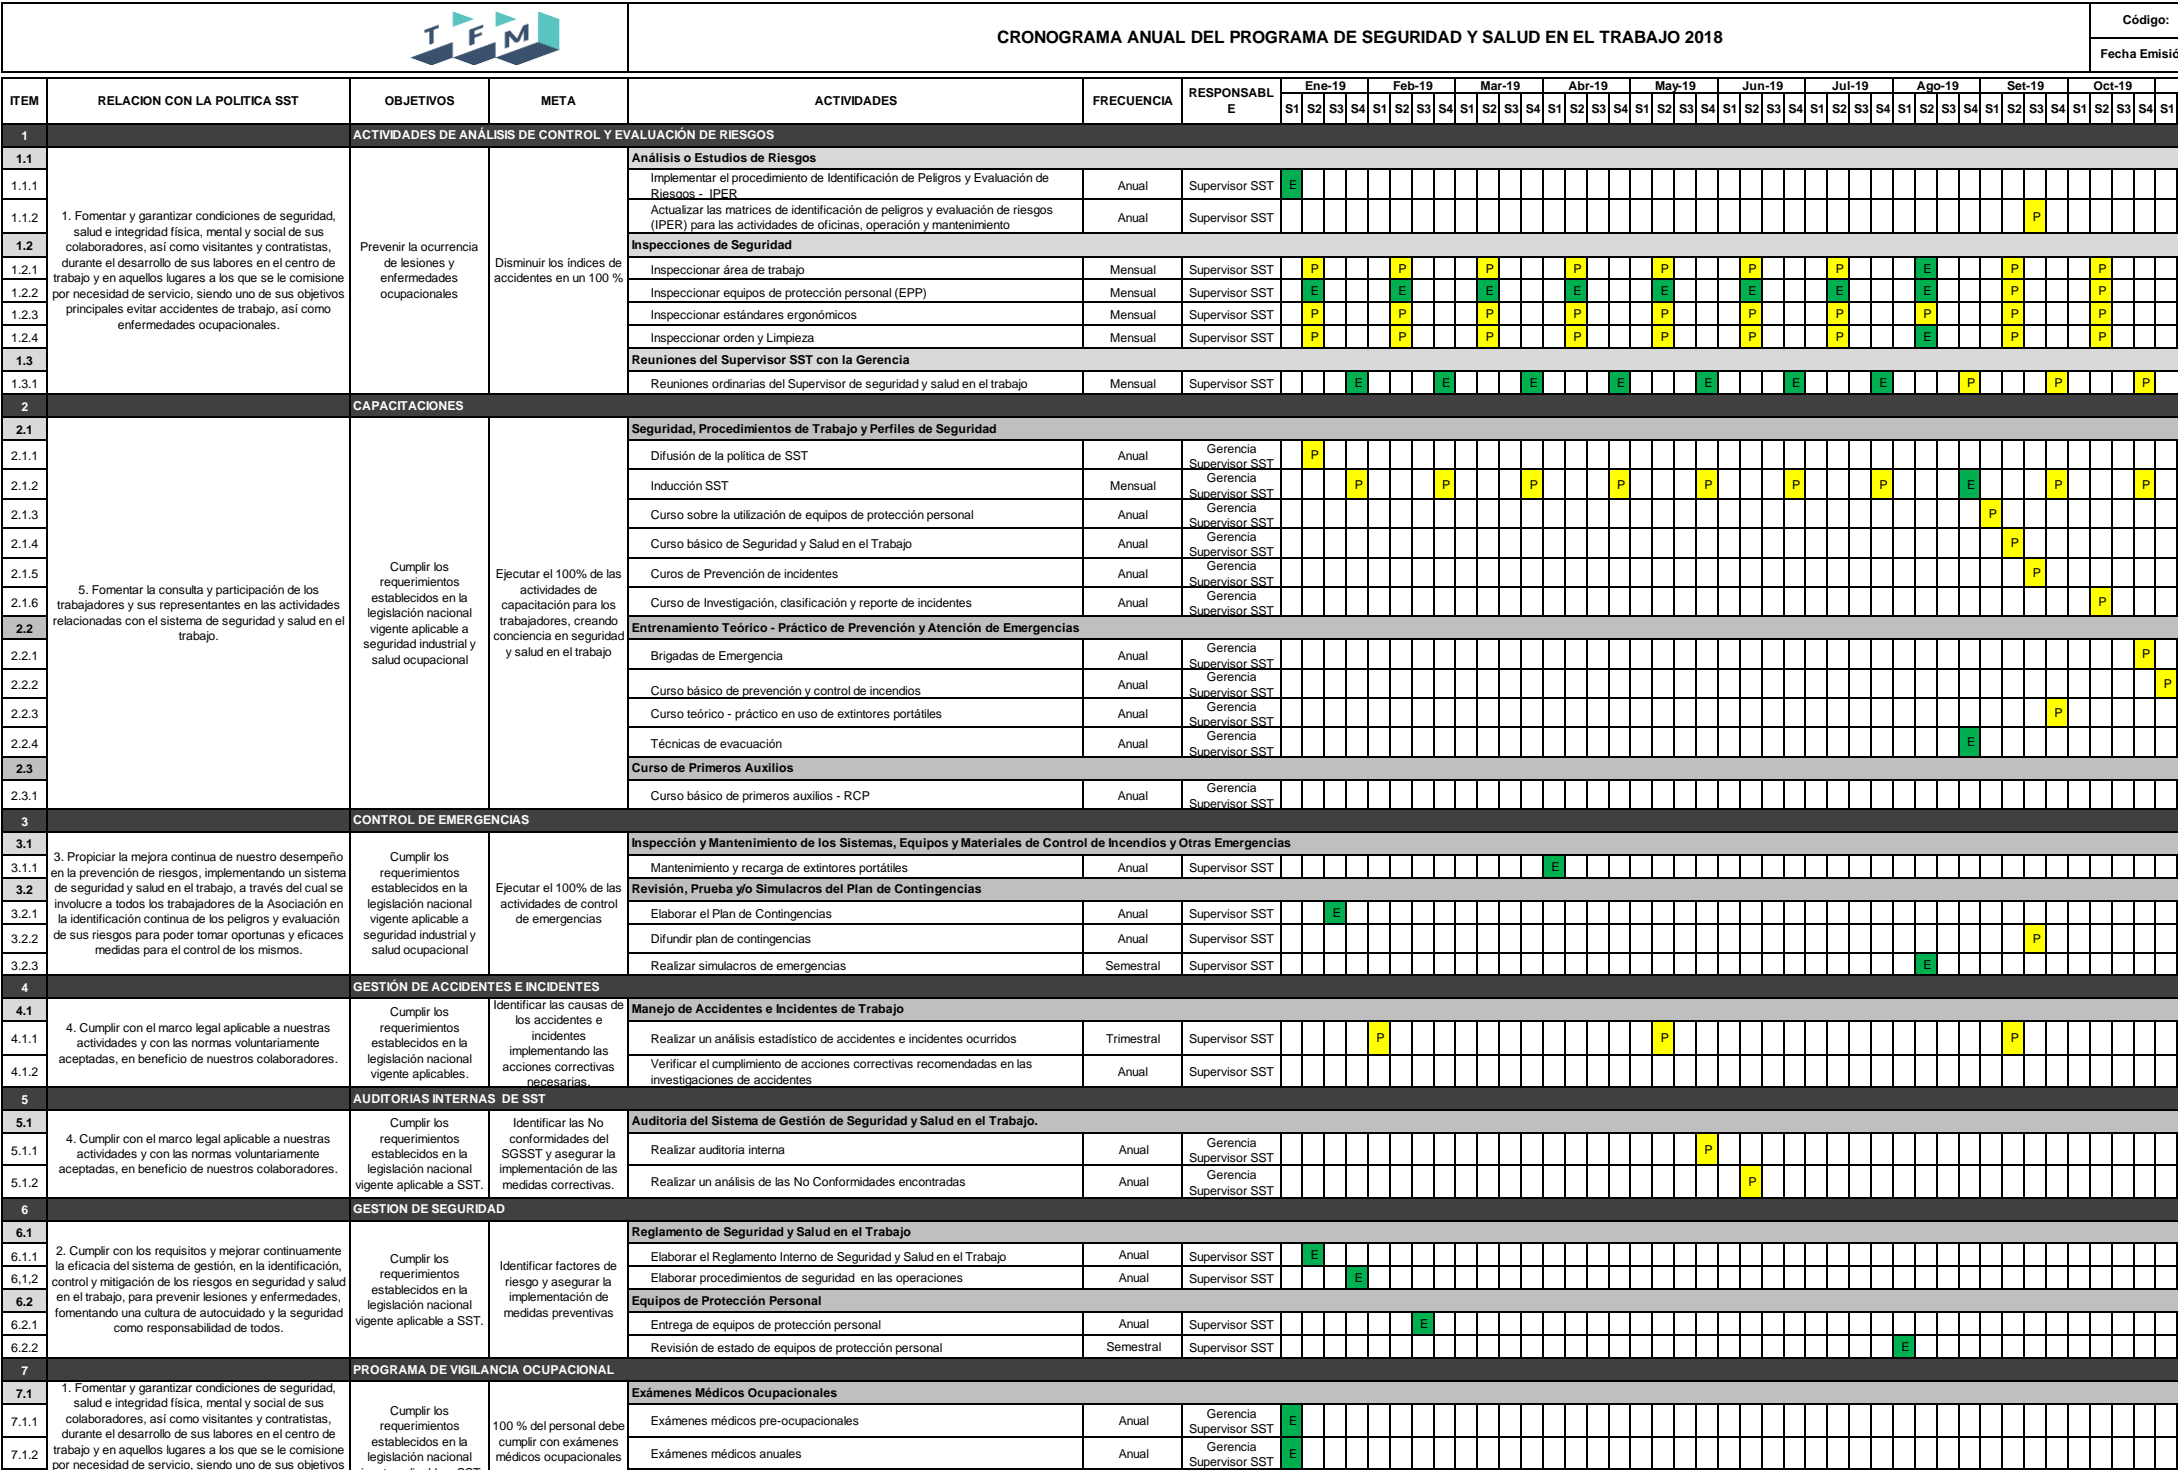 TFM
CRONOGRAMA ANUAL DEL PROGRAMA DE SEGURIDAD Y SALUD EN EL TRABAJO 2018
Código:
Fecha Emisió
ITEM RELACION CON LA POLITICA SST OBJETIVOS META ACTIVIDADES FRECUENCIA RESPONSABL
E
Ene-19 Feb-19 Mar-19 Abr-19 May-19 Jun-19 Jul-19 Ago-19 Set-19 Oct-19
S1 S2 S3 S4 S1 S2 S3 S4 S1 S2 S3 S4 S1 S2 S3 S4 S1 S2 S3 S4 S1 S2 S3 S4 S1 S2 S3 S4 S1 S2 S3 S4 S1 S2 S3 S4 S1 S2 S3 S4 S1
1 ACTIVIDADES DE ANÁLISIS DE CONTROL Y EVALUACIÓN DE RIESGOS
1. Fomentar y garantizar condiciones de seguridad,
salud e integridad física, mental y social de sus
colaboradores, así como visitantes y contratistas,
durante el desarrollo de sus labores en el centro de
trabajo y en aquellos lugares a los que se le comisione
por necesidad de servicio, siendo uno de sus objetivos
principales evitar accidentes de trabajo, así como
enfermedades ocupacionales.
Prevenir la ocurrencia
de lesiones y
enfermedades
ocupacionales
Disminuir los índices de
accidentes en un 100 %
1.1 Análisis o Estudios de Riesgos
1.1.1 Implementar el procedimiento de Identificación de Peligros y Evaluación de
Riesgos - IPER Anual Supervisor SST E
1.1.2 Actualizar las matrices de identificación de peligros y evaluación de riesgos
(IPER) para las actividades de oficinas, operación y mantenimiento Anual Supervisor SST P
1.2 Inspecciones de Seguridad
1.2.1 Inspeccionar área de trabajo Mensual Supervisor SST P P P P P P P E P P
1.2.2 Inspeccionar equipos de protección personal (EPP) Mensual Supervisor SST E E E E E E E E P P
1.2.3 Inspeccionar estándares ergonómicos Mensual Supervisor SST P P P P P P P P P P
1.2.4 Inspeccionar orden y Limpieza Mensual Supervisor SST P P P P P P P E P P
1.3 Reuniones del Supervisor SST con la Gerencia
1.3.1 Reuniones ordinarias del Supervisor de seguridad y salud en el trabajo Mensual Supervisor SST E E E E E E E P P P
2 CAPACITACIONES
5. Fomentar la consulta y participación de los
trabajadores y sus representantes en las actividades
relacionadas con el sistema de seguridad y salud en el
trabajo.
Cumplir los
requerimientos
establecidos en la
legislación nacional
vigente aplicable a
seguridad industrial y
salud ocupacional
Ejecutar el 100% de las
actividades de
capacitación para los
trabajadores, creando
conciencia en seguridad
y salud en el trabajo
2.1 Seguridad, Procedimientos de Trabajo y Perfiles de Seguridad
2.1.1 Difusión de la política de SST Anual Gerencia
Supervisor SST P
2.1.2 Inducción SST Mensual Gerencia
Supervisor SST P P P P P P P E P P
2.1.3 Curso sobre la utilización de equipos de protección personal Anual Gerencia
Supervisor SST P
2.1.4 Curso básico de Seguridad y Salud en el Trabajo Anual Gerencia
Supervisor SST P
2.1.5 Curos de Prevención de incidentes Anual Gerencia
Supervisor SST P
2.1.6 Curso de Investigación, clasificación y reporte de incidentes Anual Gerencia
Supervisor SST P
2.2 Entrenamiento Teórico - Práctico de Prevención y Atención de Emergencias
2.2.1 Brigadas de Emergencia Anual Gerencia
Supervisor SST P
2.2.2 Curso básico de prevención y control de incendios Anual Gerencia
Supervisor SST P
2.2.3 Curso teórico - práctico en uso de extintores portátiles Anual Gerencia
Supervisor SST P
2.2.4 Técnicas de evacuación Anual Gerencia
Supervisor SST E
2.3 Curso de Primeros Auxilios
2.3.1 Curso básico de primeros auxilios - RCP Anual Gerencia
Supervisor SST
3 CONTROL DE EMERGENCIAS
3. Propiciar la mejora continua de nuestro desempeño
en la prevención de riesgos, implementando un sistema
de seguridad y salud en el trabajo, a través del cual se
involucre a todos los trabajadores de la Asociación en
la identificación continua de los peligros y evaluación
de sus riesgos para poder tomar oportunas y eficaces
medidas para el control de los mismos.
Cumplir los
requerimientos
establecidos en la
legislación nacional
vigente aplicable a
seguridad industrial y
salud ocupacional
Ejecutar el 100% de las
actividades de control
de emergencias
3.1 Inspección y Mantenimiento de los Sistemas, Equipos y Materiales de Control de Incendios y Otras Emergencias
3.1.1 Mantenimiento y recarga de extintores portátiles Anual Supervisor SST E
3.2 Revisión, Prueba y/o Simulacros del Plan de Contingencias
3.2.1 Elaborar el Plan de Contingencias Anual Supervisor SST E
3.2.2 Difundir plan de contingencias Anual Supervisor SST P
3.2.3 Realizar simulacros de emergencias Semestral Supervisor SST E
4 GESTIÓN DE ACCIDENTES E INCIDENTES
4. Cumplir con el marco legal aplicable a nuestras
actividades y con las normas voluntariamente
aceptadas, en beneficio de nuestros colaboradores.
Cumplir los
requerimientos
establecidos en la
legislación nacional
vigente aplicables.
Identificar las causas de
los accidentes e
incidentes
implementando las
acciones correctivas
necesarias.
4.1 Manejo de Accidentes e Incidentes de Trabajo
4.1.1 Realizar un análisis estadístico de accidentes e incidentes ocurridos Trimestral Supervisor SST P P P
4.1.2 Verificar el cumplimiento de acciones correctivas recomendadas en las
investigaciones de accidentes Anual Supervisor SST
5 AUDITORIAS INTERNAS DE SST
4. Cumplir con el marco legal aplicable a nuestras
actividades y con las normas voluntariamente
aceptadas, en beneficio de nuestros colaboradores.
Cumplir los
requerimientos
establecidos en la
legislación nacional
vigente aplicable a SST.
Identificar las No
conformidades del
SGSST y asegurar la
implementación de las
medidas correctivas.
5.1 Auditoria del Sistema de Gestión de Seguridad y Salud en el Trabajo.
5.1.1 Realizar auditoria interna Anual Gerencia
Supervisor SST P
5.1.2 Realizar un análisis de las No Conformidades encontradas Anual Gerencia
Supervisor SST P
6 GESTION DE SEGURIDAD
2. Cumplir con los requisitos y mejorar continuamente
la eficacia del sistema de gestión, en la identificación,
control y mitigación de los riesgos en seguridad y salud
en el trabajo, para prevenir lesiones y enfermedades,
fomentando una cultura de autocuidado y la seguridad
como responsabilidad de todos.
Cumplir los
requerimientos
establecidos en la
legislación nacional
vigente aplicable a SST.
Identificar factores de
riesgo y asegurar la
implementación de
medidas preventivas
6.1 Reglamento de Seguridad y Salud en el Trabajo
6.1.1 Elaborar el Reglamento Interno de Seguridad y Salud en el Trabajo Anual Supervisor SST E
6,1,2 Elaborar procedimientos de seguridad en las operaciones Anual Supervisor SST E
6.2 Equipos de Protección Personal
6.2.1 Entrega de equipos de protección personal Anual Supervisor SST E
6.2.2 Revisión de estado de equipos de protección personal Semestral Supervisor SST E
7 PROGRAMA DE VIGILANCIA OCUPACIONAL
1. Fomentar y garantizar condiciones de seguridad,
salud e integridad física, mental y social de sus
colaboradores, así como visitantes y contratistas,
durante el desarrollo de sus labores en el centro de
trabajo y en aquellos lugares a los que se le comisione
por necesidad de servicio, siendo uno de sus objetivos
Cumplir los
requerimientos
establecidos en la
legislación nacional
100 % del personal debe
cumplir con exámenes
médicos ocupacionales
7.1 Exámenes Médicos Ocupacionales
7.1.1 Exámenes médicos pre-ocupacionales Anual Gerencia
Supervisor SST E
7.1.2 Exámenes médicos anuales Anual Gerencia
Supervisor SST E